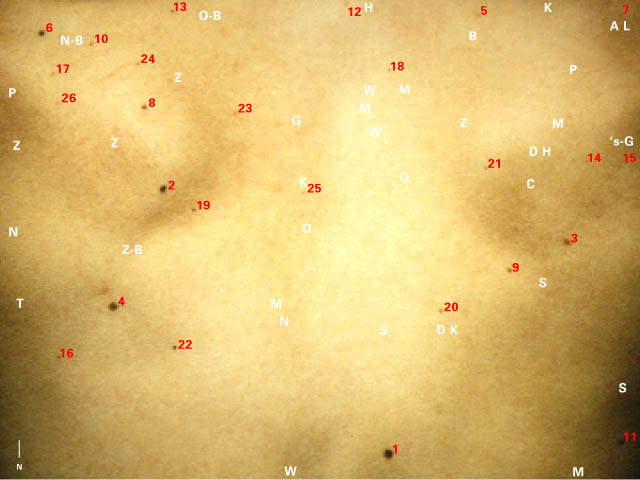 13 O-B 12 H 5 K 7
6 N-B 10 B A L
17 24 Z 18 P
P 26 8 W M
23 G M Z M
Z Z W D H 's-G
14 15
21
2 K 25 O C
19
N O 3
Z-B
9 S
T 4 M 20
N S D K
16 22
S
11
1
N W M